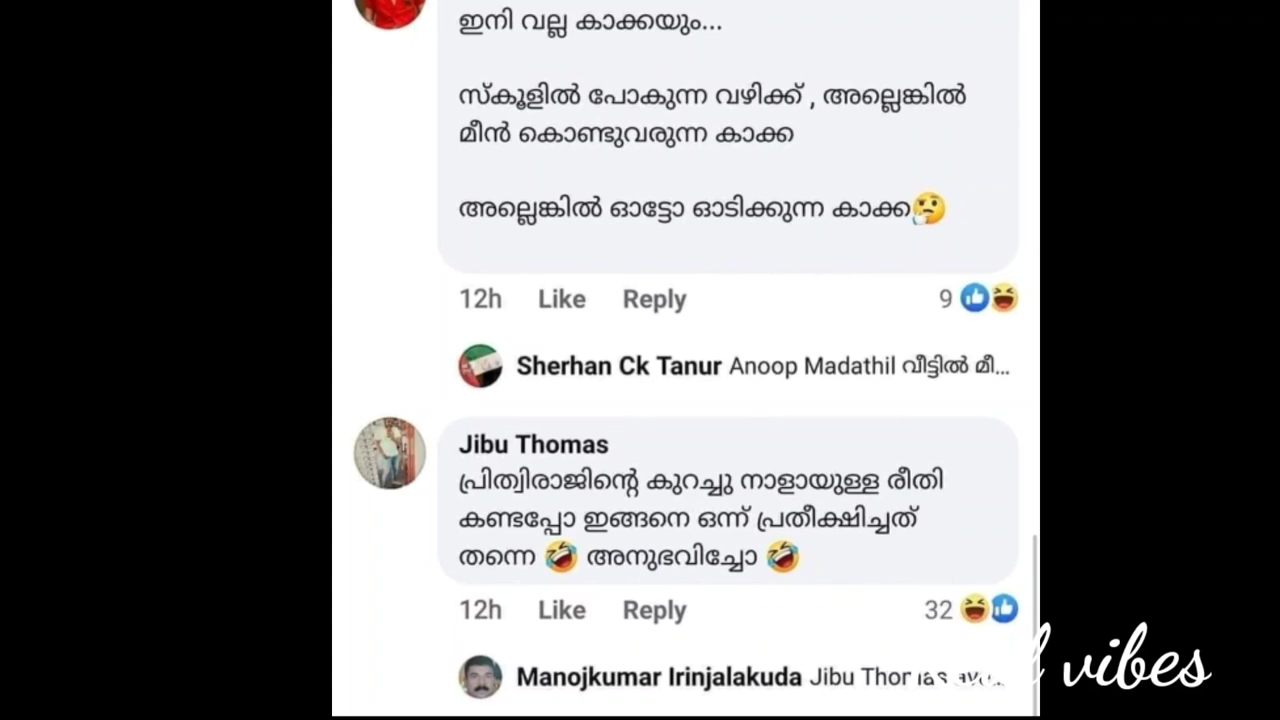 ഇനി വല്ല കാക്കയും...
സ്കൂളിൽ പോകുന്ന വഴിക്ക് , അല്ലെങ്കിൽ
മീൻ കൊണ്ടുവരുന്ന കാക്ക
അല്ലെങ്കിൽ ഓട്ടോ ഓടിക്കുന്ന കാക്ക🤔
12h Like Reply 9
Sherhan Ck Tanur Anoop Madathil വീട്ടിൽ മീ...
Jibu Thomas
പ്രിത്വിരാജിന്റെ കുറച്ചു നാളായുള്ള രീതി
കണ്ടപ്പോ ഇങ്ങനെ ഒന്ന് പ്രതീക്ഷിച്ചത്
തന്നെ 🤣 അനുഭവിച്ചോ 🤣
12h Like Reply 32
Manojkumar Irinjalakuda Jibu Thomas
vibes